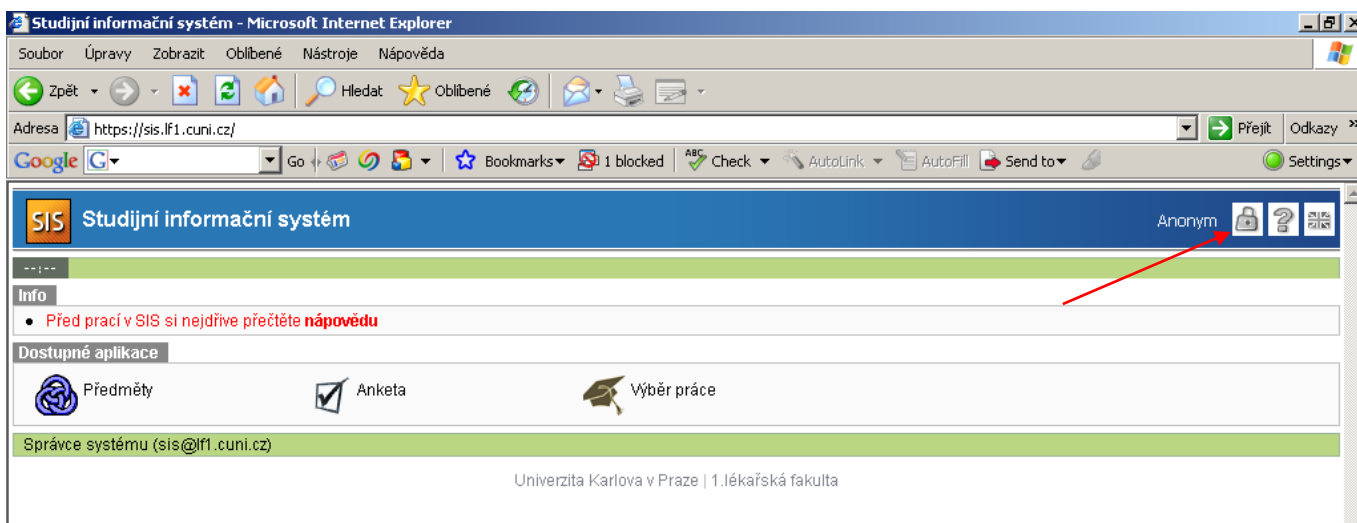 Studijní informační systém - Microsoft Internet Explorer
Soubor Úpravy Zobrazit Oblíbené Nástroje Nápověda
Zpět Hledat Oblíbené
Adresa https://sis.lf1.cuni.cz/ Přejít Odkazy »
Google G Go Bookmarks 1 blocked ABC Check AutoLink AutoFill Send to Settings
SIS Studijní informační systém Anonym ?
--:--
Info
• Před prací v SIS si nejdříve přečtěte nápovědu
Dostupné aplikace
Předměty Anketa Výběr práce
Správce systému (sis@lf1.cuni.cz)
Univerzita Karlova v Praze | 1.lékařská fakulta